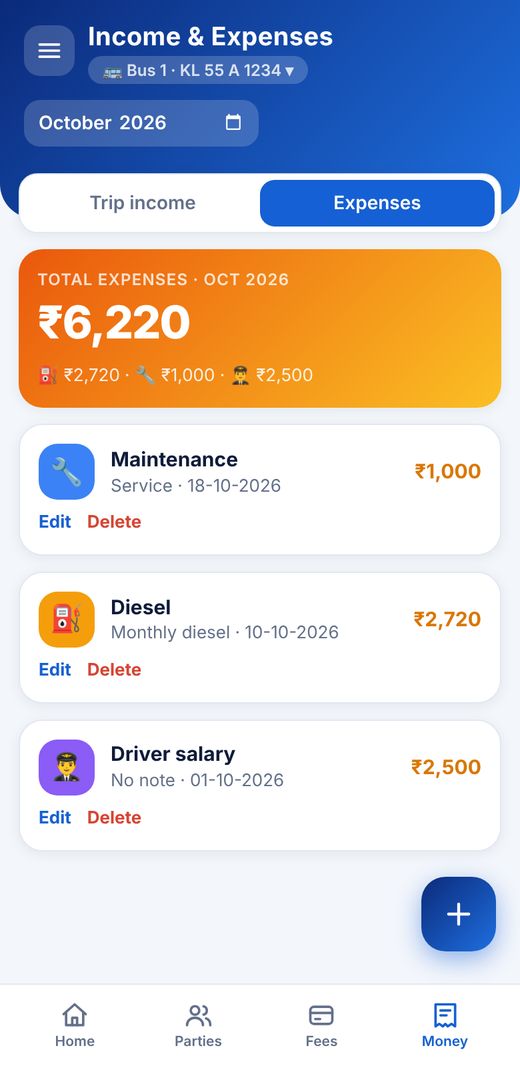 Income & Expenses
🚌 Bus 1 · KL 55 A 1234 ▾
October 2026
Trip income
Expenses
TOTAL EXPENSES · OCT 2026
₹6,220
⛽ ₹2,720 · 🔧 ₹1,000 · 👨‍✈️ ₹2,500
Maintenance
₹1,000
Service · 18-10-2026
Edit Delete
Diesel
₹2,720
Monthly diesel · 10-10-2026
Edit Delete
Driver salary
₹2,500
No note · 01-10-2026
Edit Delete
Home Parties Fees Money